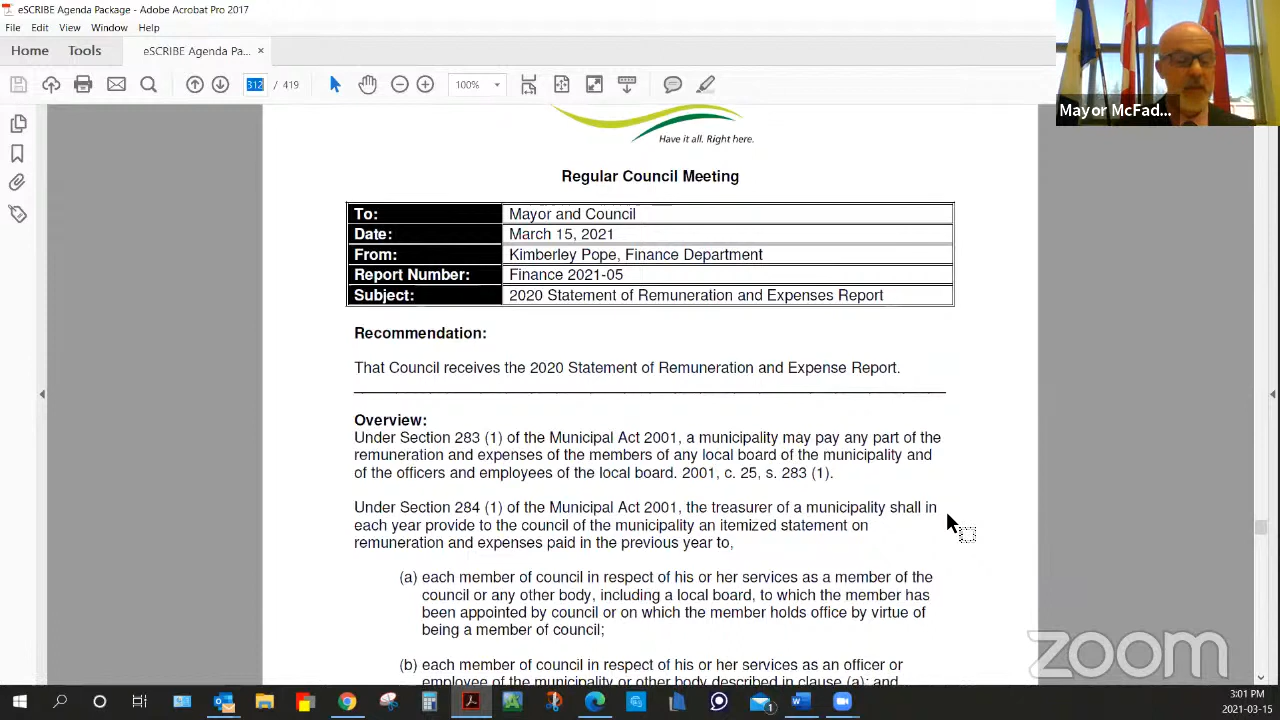 eSCRIBE Agenda Package - Adobe Acrobat Pro 2017
File Edit View Window Help
Home Tools eSCRIBE Agenda Pa... ×
312 / 419 100%
Mayor McFad...
Have it all. Right here.
Regular Council Meeting
To: Mayor and Council
Date: March 15, 2021
From: Kimberley Pope, Finance Department
Report Number: Finance 2021-05
Subject: 2020 Statement of Remuneration and Expenses Report
Recommendation:
That Council receives the 2020 Statement of Remuneration and Expense Report.
Overview:
Under Section 283 (1) of the Municipal Act 2001, a municipality may pay any part of the
remuneration and expenses of the members of any local board of the municipality and
of the officers and employees of the local board. 2001, c. 25, s. 283 (1).
Under Section 284 (1) of the Municipal Act 2001, the treasurer of a municipality shall in
each year provide to the council of the municipality an itemized statement on
remuneration and expenses paid in the previous year to,
(a) each member of council in respect of his or her services as a member of the
council or any other body, including a local board, to which the member has
been appointed by council or on which the member holds office by virtue of
being a member of council;
(b) each member of council in respect of his or her services as an officer or
employee of the municipality or other body described in clause (a); and
zoom
3:01 PM
2021-03-15